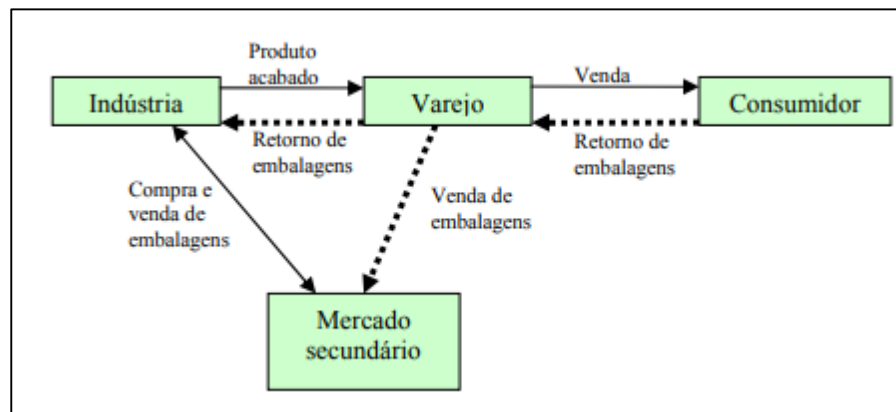 Produto
acabado
Indústria
Varejo
Venda
Consumidor
Retorno de
embalagens
Retorno de
embalagens
Compra e
venda de
embalagens
Venda de
embalagens
Mercado
secundário